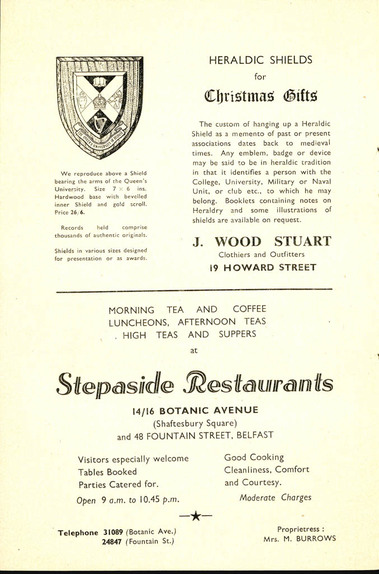 We reproduce above a Shield
bearing the arms of the Queen's
University. Size 7 × 6 ins.
Hardwood base with bevelled
inner Shield and gold scroll.
Price 26/6.
Records held comprise
thousands of authentic originals.
Shields in various sizes designed
for presentation or as awards.
HERALDIC SHIELDS
for
Christmas Gifts
The custom of hanging up a Heraldic
Shield as a memento of past or present
associations dates back to medieval
times. Any emblem, badge or device
may be said to be in heraldic tradition
in that it identifies a person with the
College, University, Military or Naval
Unit, or club etc., to which he may
belong. Booklets containing notes on
Heraldry and some illustrations of
shields are available on request.
J. WOOD STUART
Clothiers and Outfitters
19 HOWARD STREET
MORNING TEA AND COFFEE
LUNCHEONS, AFTERNOON TEAS
HIGH TEAS AND SUPPERS
at
Stepaside Restaurants
14/16 BOTANIC AVENUE
(Shaftesbury Square)
and 48 FOUNTAIN STREET, BELFAST
Visitors especially welcome
Tables Booked
Parties Catered for.
Open 9 a.m. to 10.45 p.m.
Good Cooking
Cleanliness, Comfort
and Courtesy.
Moderate Charges
Telephone 31089 (Botanic Ave.)
24847 (Fountain St.)
Proprietress :
Mrs. M. BURROWS